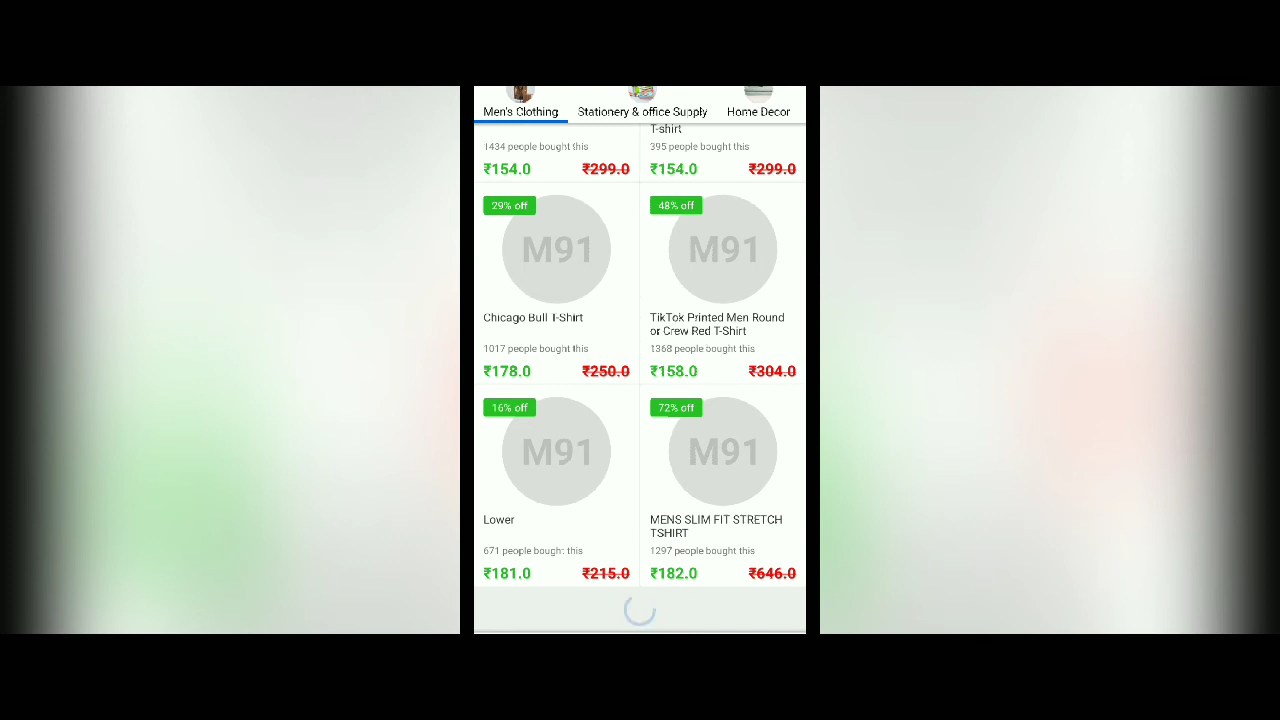 Men's Clothing Stationery & office Supply Home Decor
T-shirt
1434 people bought this 395 people bought this
₹154.0 ₹299.0 ₹154.0 ₹299.0
29% off 48% off
M91 M91
Chicago Bull T-Shirt TikTok Printed Men Round
or Crew Red T-Shirt
1017 people bought this 1368 people bought this
₹178.0 ₹250.0 ₹158.0 ₹304.0
16% off 72% off
M91 M91
Lower MENS SLIM FIT STRETCH
TSHIRT
671 people bought this 1297 people bought this
₹181.0 ₹215.0 ₹182.0 ₹646.0